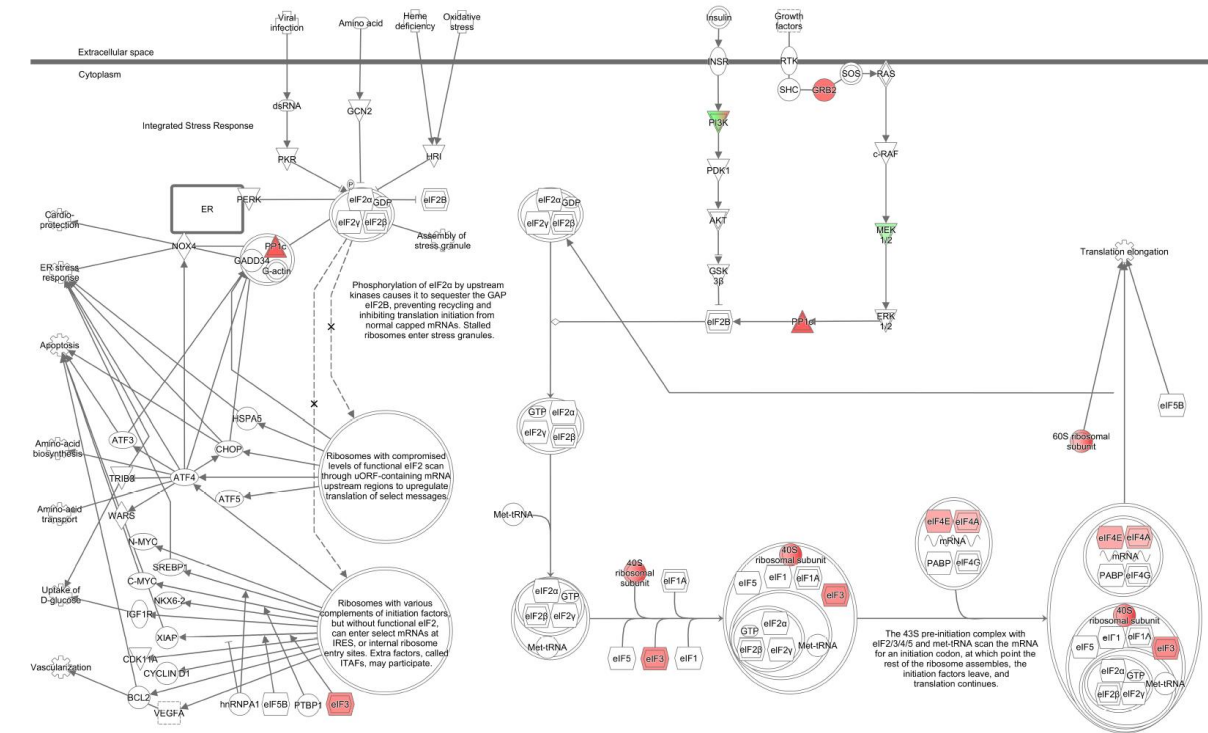 Viral
infection
Amino acid
Heme
deficiency
Oxidative
stress
Insulin
Growth
factors
Extracellular space
Cytoplasm
INSR
RTK
SHC
GRB2
SOS
RAS
dsRNA
GCN2
Integrated Stress Response
PKR
HRI
PI3K
PDK1
AKT
GSK
3β
c-RAF
MEK
1/2
ERK
1/2
PP1c
eIF2B
ER
PERK
P
eIF2α
GDP
eIF2γ
eIF2β
eIF2B
Assembly of
stress granule
eIF2α
GDP
eIF2γ
eIF2β
Cardio-
protection
NOX4
PP1c
GADD34
G-actin
ER stress
response
Phosphorylation of eIF2α by upstream
kinases causes it to sequester the GAP
eIF2B, preventing recycling and
inhibiting translation initiation from
normal capped mRNAs. Stalled
ribosomes enter stress granules.
Translation elongation
Apoptosis
HSPA5
ATF3
CHOP
Amino-acid
biosynthesis
TRIB3
ATF4
ATF5
WARS
Amino-acid
transport
Ribosomes with compromised
levels of functional eIF2 scan
through uORF-containing mRNA
upstream regions to upregulate
translation of select messages.
GTP
eIF2α
eIF2γ
eIF2β
eIF5B
60S ribosomal
subunit
Met-tRNA
N-MYC
SREBP1
C-MYC
NKX6-2
Uptake of
D-glucose
IGF1R
XIAP
CDK11A
CYCLIN D1
Vascularization
BCL2
VEGFA
Ribosomes with various
complements of initiation factors,
but without functional eIF2,
can enter select mRNAs at
IRES, or internal ribosome
entry sites. Extra factors, called
ITAFs, may participate.
hnRNPA1
eIF5B
PTBP1
eIF3
eIF2α
GTP
eIF2β
eIF2γ
Met-tRNA
40S
ribosomal
subunit
eIF1A
eIF5
eIF3
eIF1
40S
ribosomal subunit
eIF5
eIF1
eIF1A
eIF3
GTP
eIF2α
eIF2β
eIF2γ
Met-tRNA
eIF4E
eIF4A
mRNA
PABP
eIF4G
The 43S pre-initiation complex with
eIF2/3/4/5 and met-tRNA scan the mRNA
for an initiation codon, at which point the
rest of the ribosome assembles, the
initiation factors leave, and
translation continues.
eIF4E
eIF4A
mRNA
PABP
eIF4G
40S
ribosomal subunit
eIF1
eIF1A
eIF5
eIF3
eIF2α
GTP
eIF2β
eIF2γ
Met-tRNA